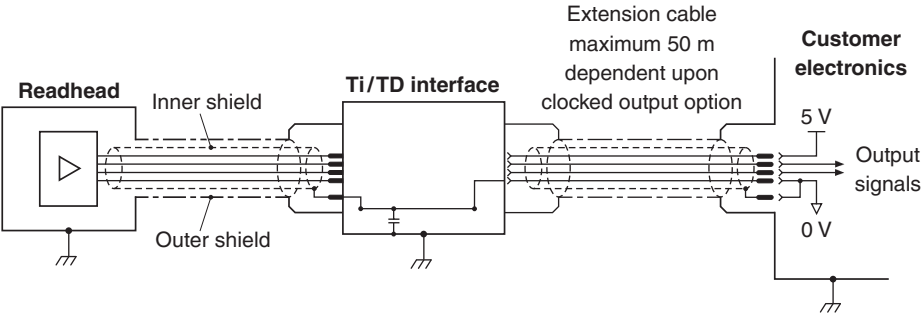 Extension cable
maximum 50 m
dependent upon
clocked output option
Customer
electronics
Readhead
Inner shield
Ti/TD interface
5 V
Output
signals
Outer shield
0 V